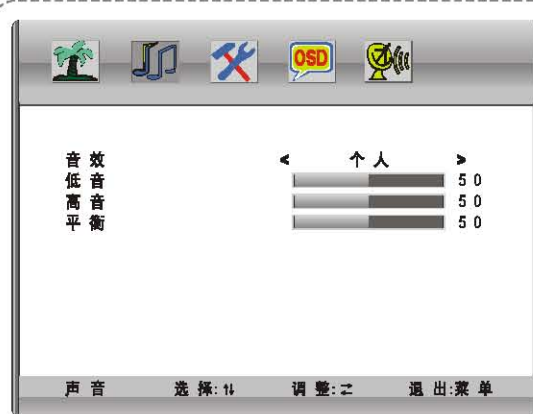 OSD
音效 < 个人 >
低音 50
高音 50
平衡 50
声音 选择:⇅ 调整:⇄ 退出:菜单